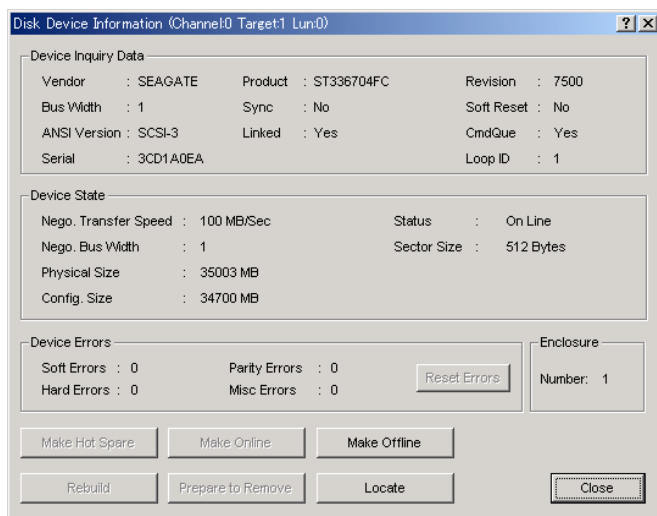 Disk Device Information (Channel:0 Target:1 Lun:0)
Device Inquiry Data
Vendor : SEAGATE Product : ST336704FC Revision : 7500
Bus Width : 1 Sync : No Soft Reset : No
ANSI Version : SCSI-3 Linked : Yes CmdQue : Yes
Serial : 3CD1A0EA Loop ID : 1
Device State
Nego. Transfer Speed : 100 MB/Sec Status : On Line
Nego. Bus Width : 1 Sector Size : 512 Bytes
Physical Size : 35003 MB
Config. Size : 34700 MB
Device Errors Enclosure
Soft Errors : 0 Parity Errors : 0 Reset Errors Number: 1
Hard Errors : 0 Misc Errors : 0
Make Hot Spare Make Online Make Offline
Rebuild Prepare to Remove Locate Close